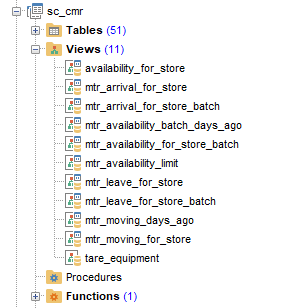 sc_cmr
Tables (51)
Views (11)
availability_for_store
mtr_arrival_for_store
mtr_arrival_for_store_batch
mtr_availability_batch_days_ago
mtr_availability_for_store_batch
mtr_availability_limit
mtr_leave_for_store
mtr_leave_for_store_batch
mtr_moving_days_ago
mtr_moving_for_store
tare_equipment
Procedures
Functions (1)